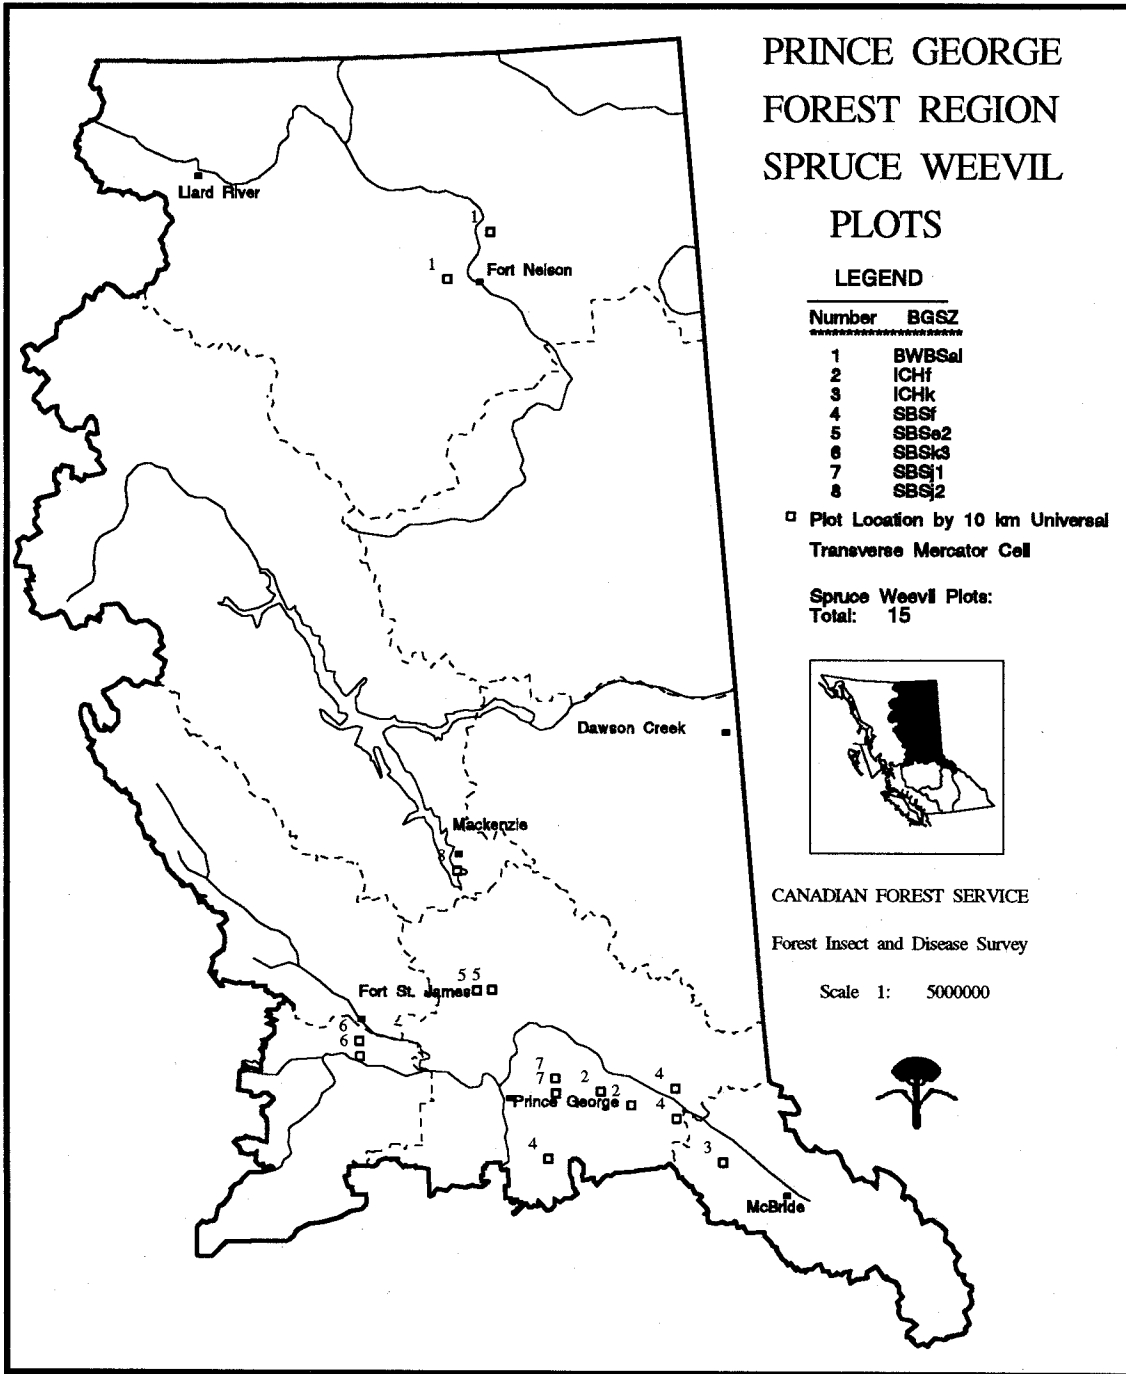 PRINCE GEORGE
FOREST REGION
SPRUCE WEEVIL
PLOTS
LEGEND
Number BGSZ
**********************
1 BWBSal
2 ICHf
3 ICHk
4 SBSf
5 SBSe2
6 SBSk3
7 SBSj1
8 SBSj2
Plot Location by 10 km Universal
Transverse Mercator Cell
Spruce Weevil Plots:
Total: 15
CANADIAN FOREST SERVICE
Forest Insect and Disease Survey
Scale 1: 5000000
Liard River
1
1
Fort Nelson
Dawson Creek
Mackenzie
8
5 5
Fort St. James
6
6
7
7
2
2
Prince George
4
4
4
3
McBride